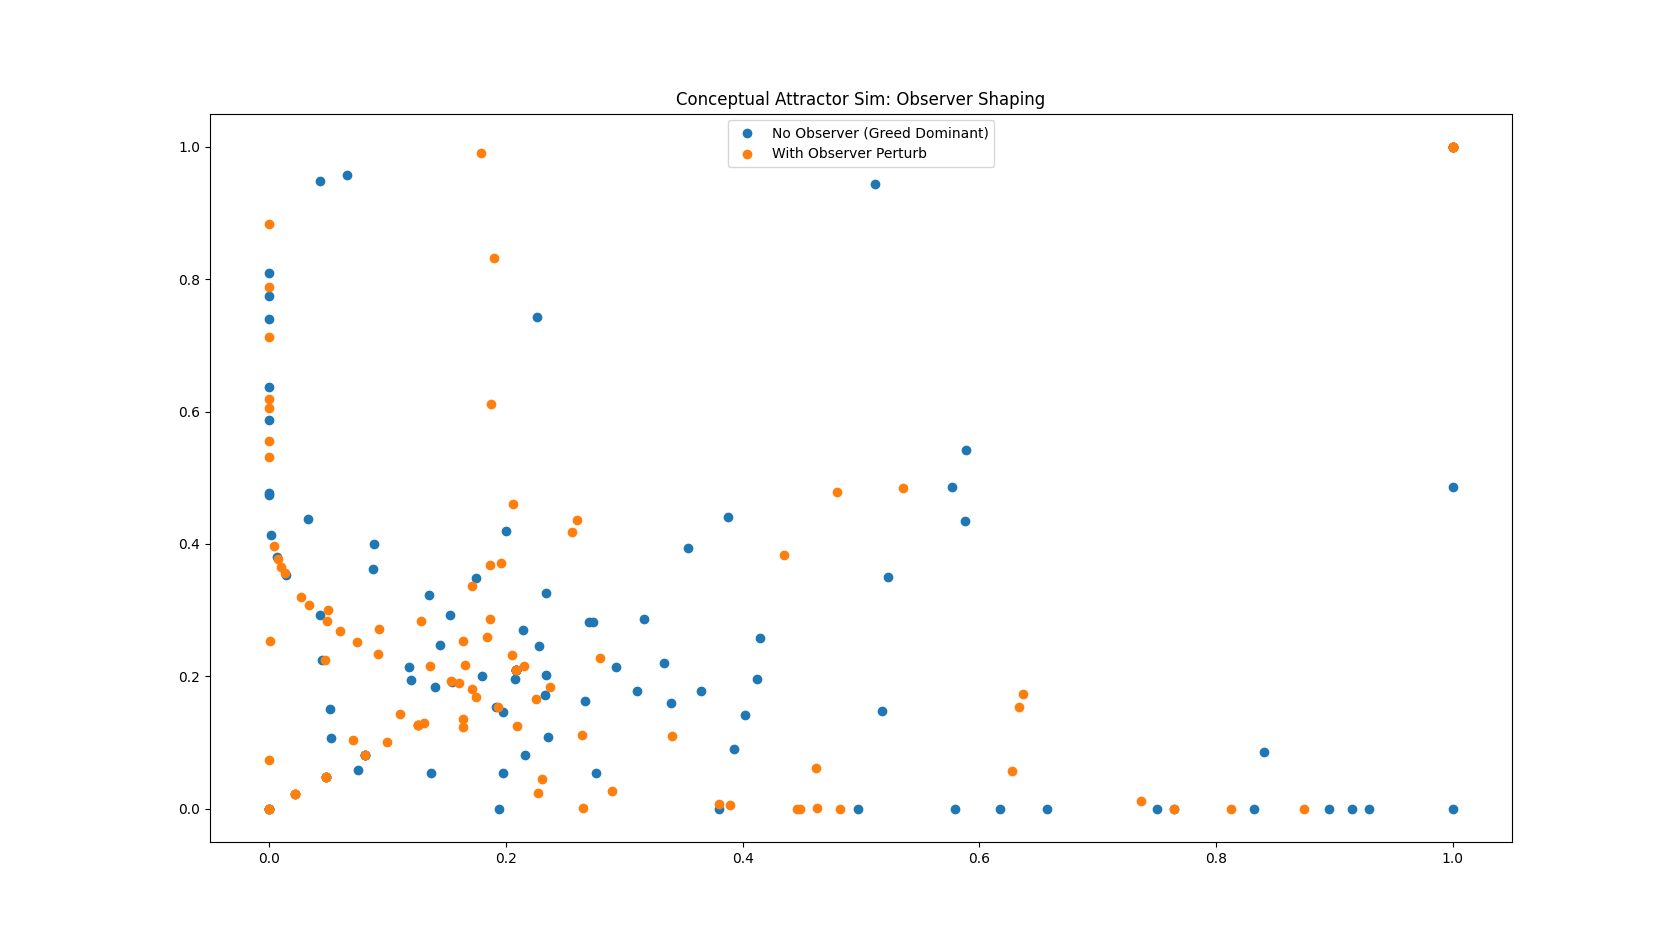 Conceptual Attractor Sim: Observer Shaping
No Observer (Greed Dominant)
With Observer Perturb
1.0
0.8
0.6
0.4
0.2
0.0
0.0 0.2 0.4 0.6 0.8 1.0